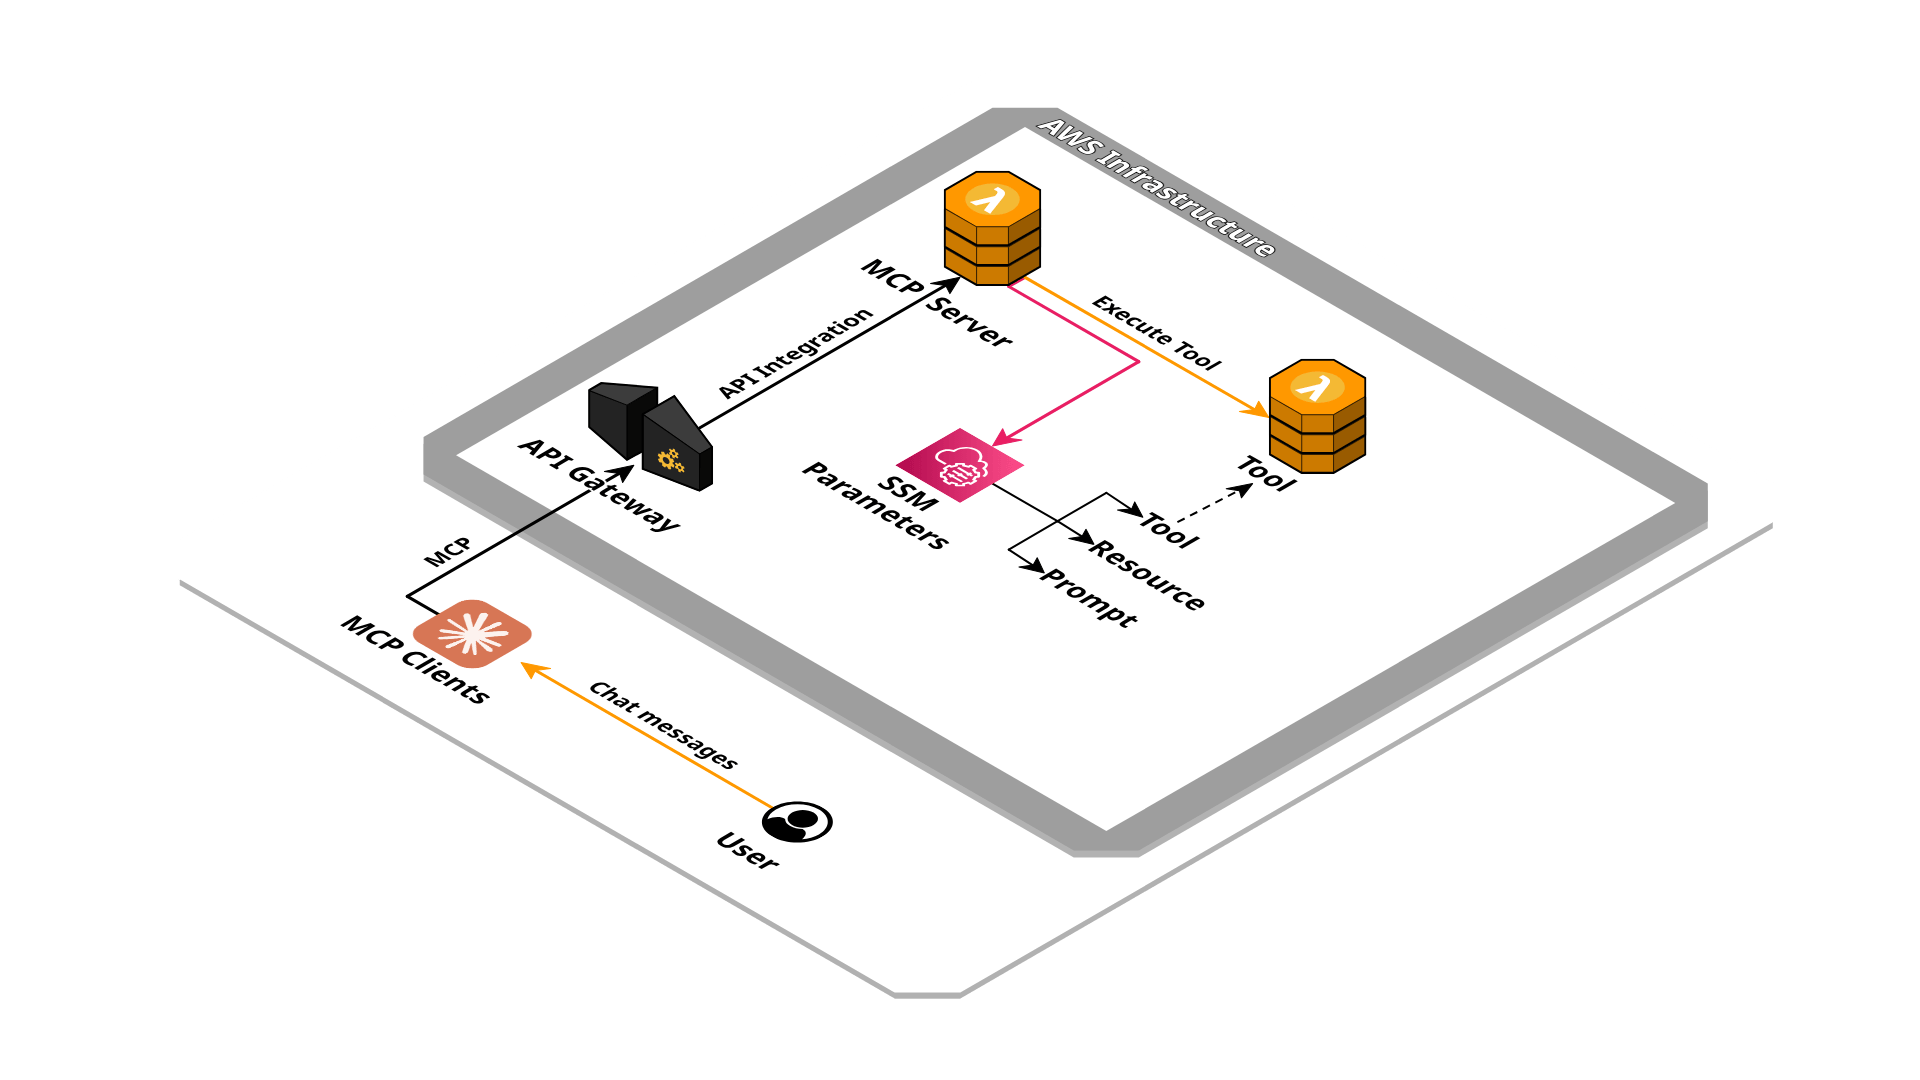 AWS Infrastructure
MCP Server
Execute Tool
API Integration
API Gateway
Tool
SSM
Parameters
Tool
Resource
Prompt
MCP
MCP Clients
Chat messages
User